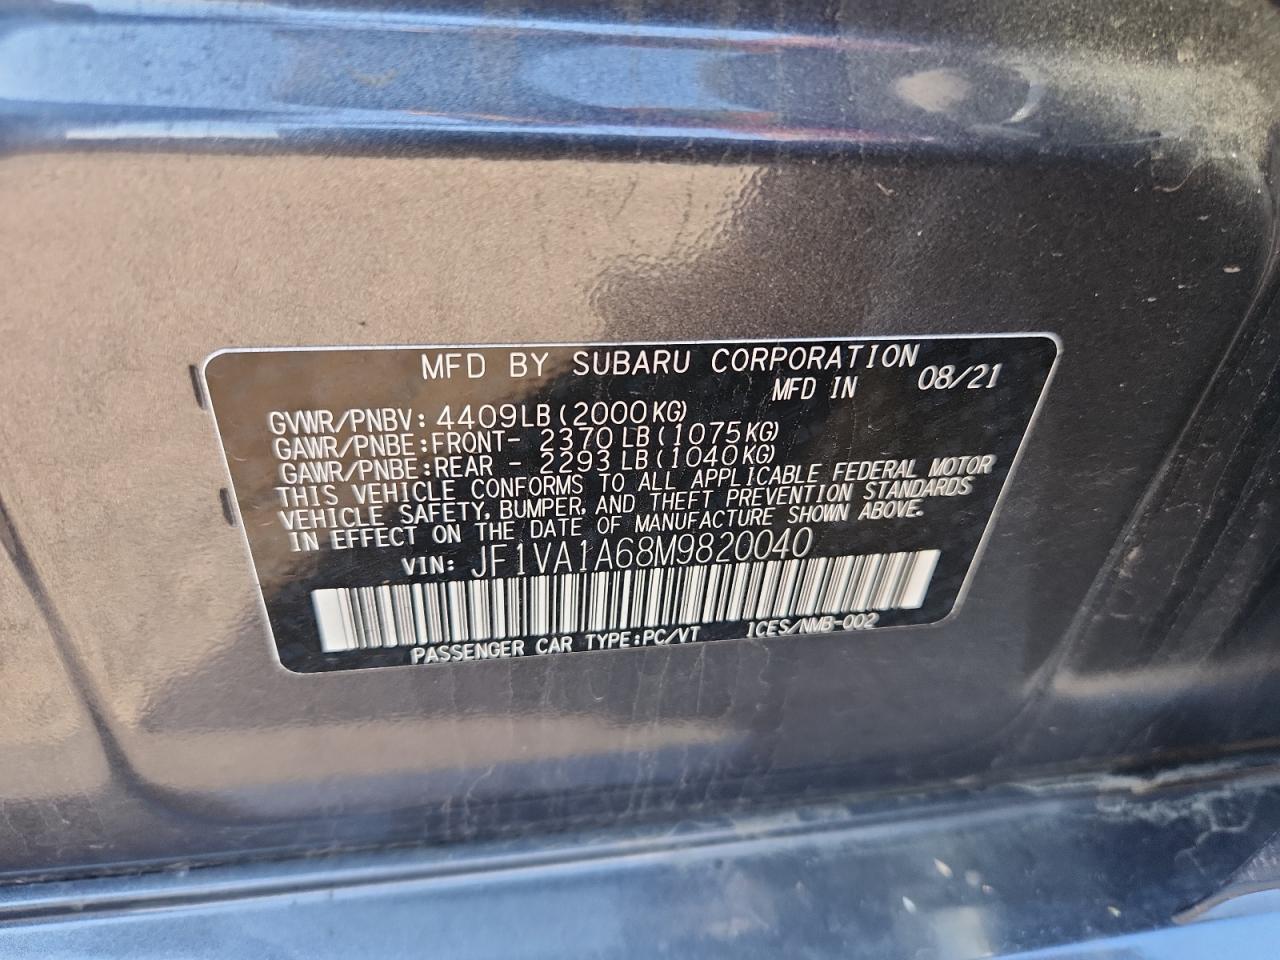 MFD BY SUBARU CORPORATION
MFD IN 08/21
GVWR/PNBV: 4409LB(2000KG)
GAWR/PNBE:FRONT- 2370LB(1075KG)
GAWR/PNBE:REAR - 2293LB(1040KG)
THIS VEHICLE CONFORMS TO ALL APPLICABLE FEDERAL MOTOR
VEHICLE SAFETY, BUMPER, AND THEFT PREVENTION STANDARDS
IN EFFECT ON THE DATE OF MANUFACTURE SHOWN ABOVE.
VIN: JF1VA1A68M9820040
PASSENGER CAR TYPE:PC/VT ICES/NMB-002